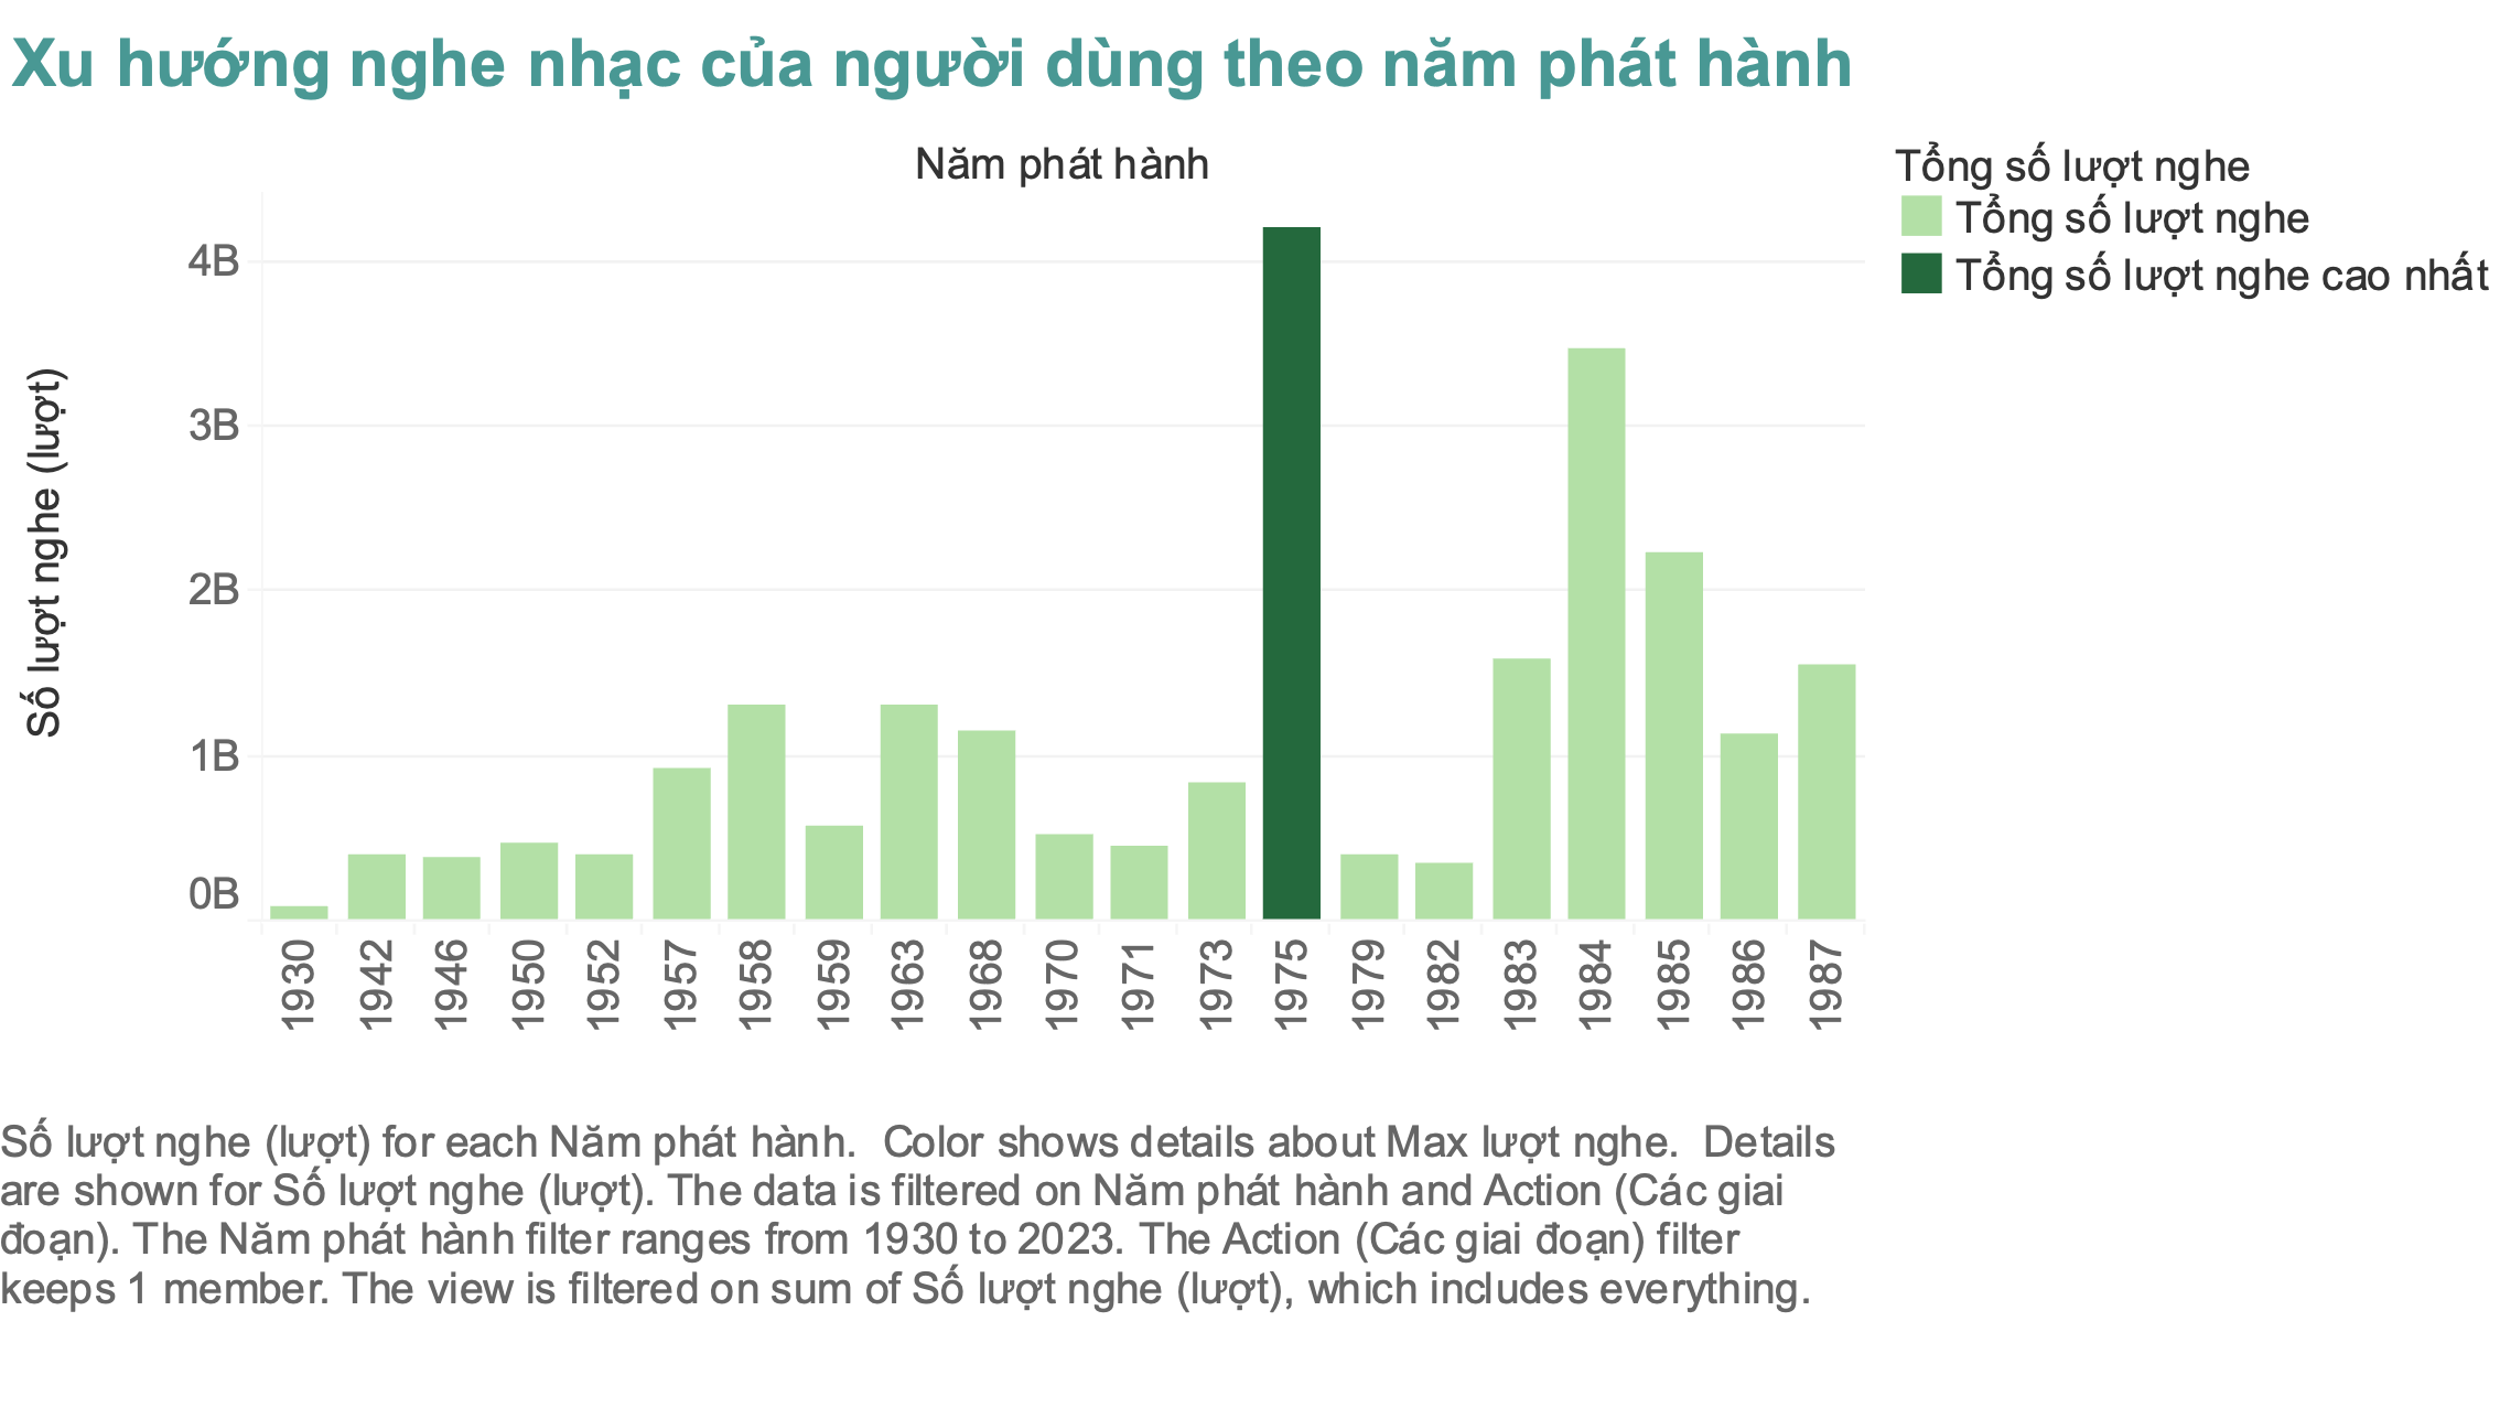 Xu hướng nghe nhạc của người dùng theo năm phát hành
Năm phát hành
Tổng số lượt nghe
Tổng số lượt nghe
Tổng số lượt nghe cao nhất
Số lượt nghe (lượt)
4B
3B
2B
1B
0B
1930
1942
1946
1950
1952
1957
1958
1959
1963
1968
1970
1971
1973
1975
1979
1982
1983
1984
1985
1986
1987
Số lượt nghe (lượt) for each Năm phát hành.  Color shows details about Max lượt nghe.  Details
are shown for Số lượt nghe (lượt). The data is filtered on Năm phát hành and Action (Các giai
đoạn). The Năm phát hành filter ranges from 1930 to 2023. The Action (Các giai đoạn) filter
keeps 1 member. The view is filtered on sum of Số lượt nghe (lượt), which includes everything.